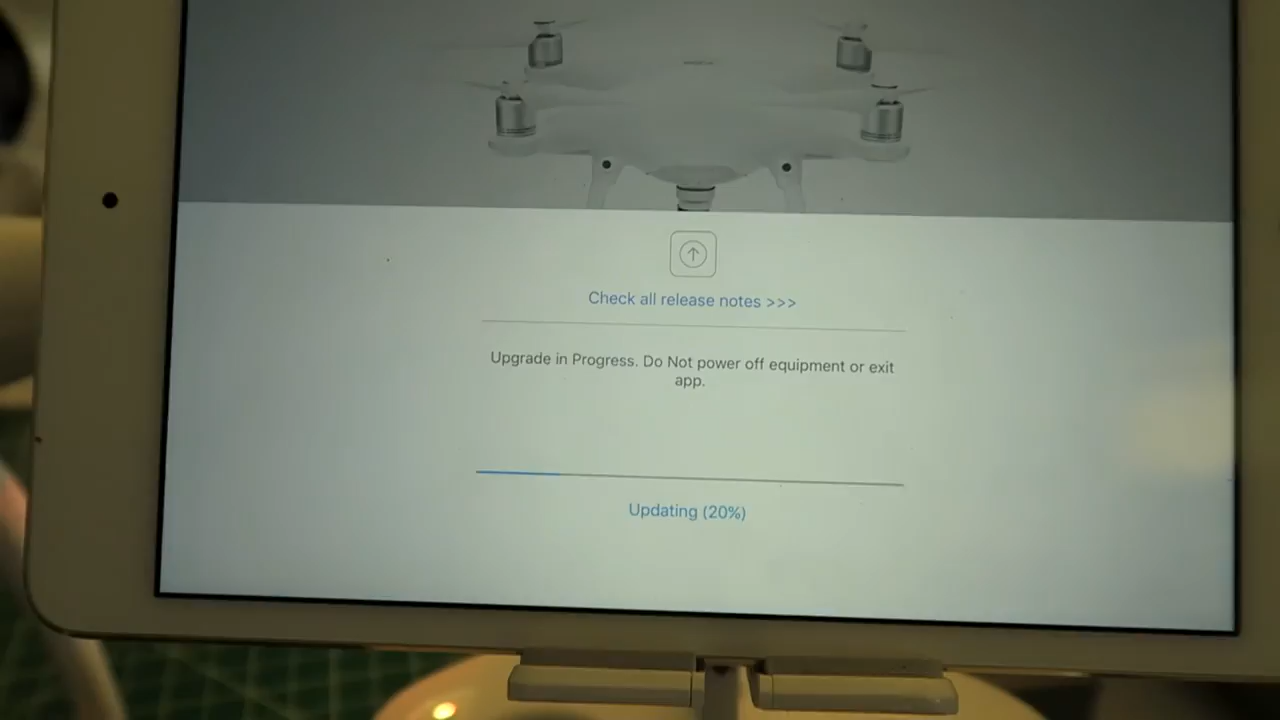 Check all release notes >>>
Upgrade in Progress. Do Not power off equipment or exit
app.
Updating (20%)